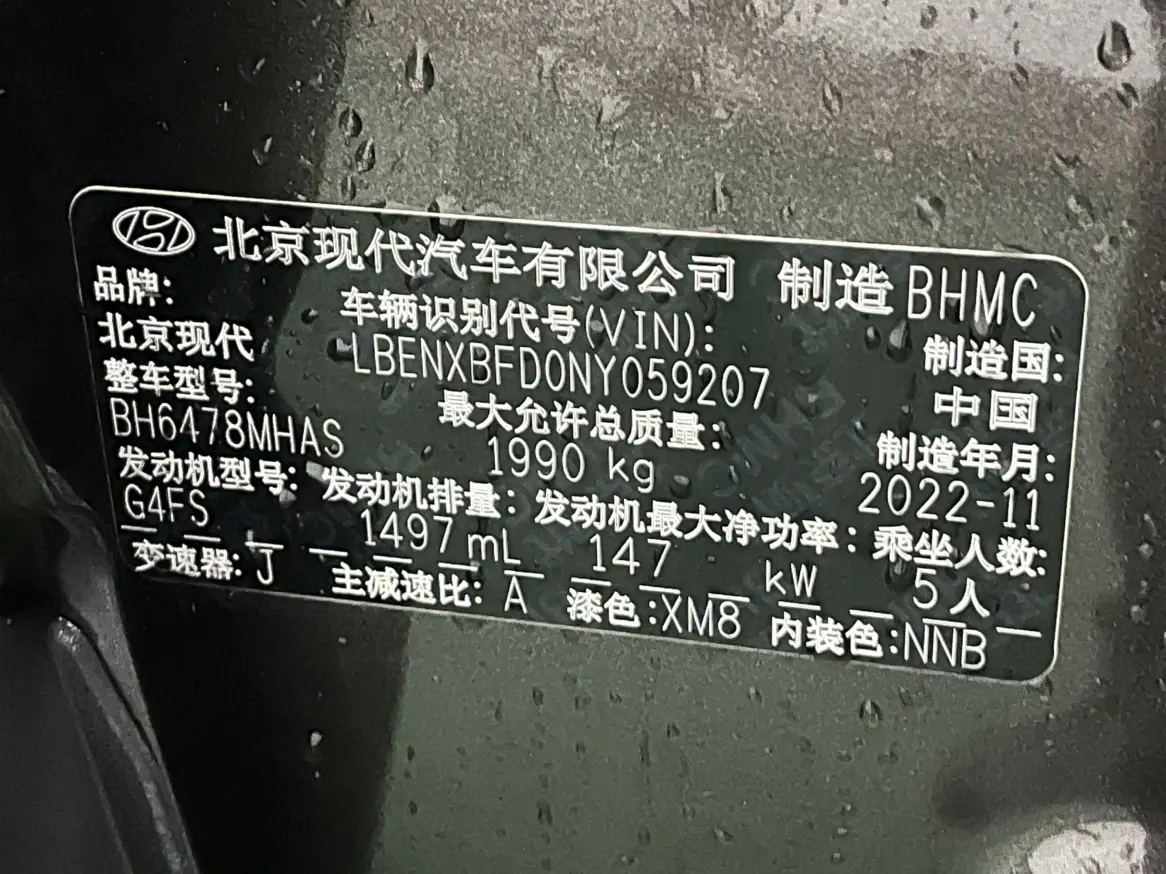 北京现代汽车有限公司 制造 BHMC
品牌: 车辆识别代号(VIN): 制造国:
北京现代 LBENXBFD0NY059207 中国
整车型号: 最大允许总质量: 制造年月:
BH6478MHAS 1990 kg 2022-11
发动机型号: 发动机排量: 发动机最大净功率: 乘坐人数:
G4FS 1497 mL 147 kW 5人
变速器:J 主减速比: A 漆色:XM8 内装色:NNB